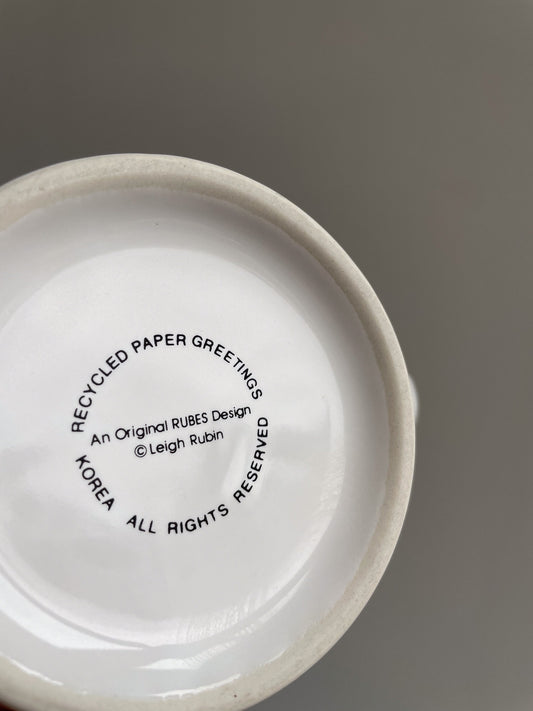 RECYCLED PAPER GREETINGS
An Original RUBES Design
©Leigh Rubin
KOREA ALL RIGHTS RESERVED